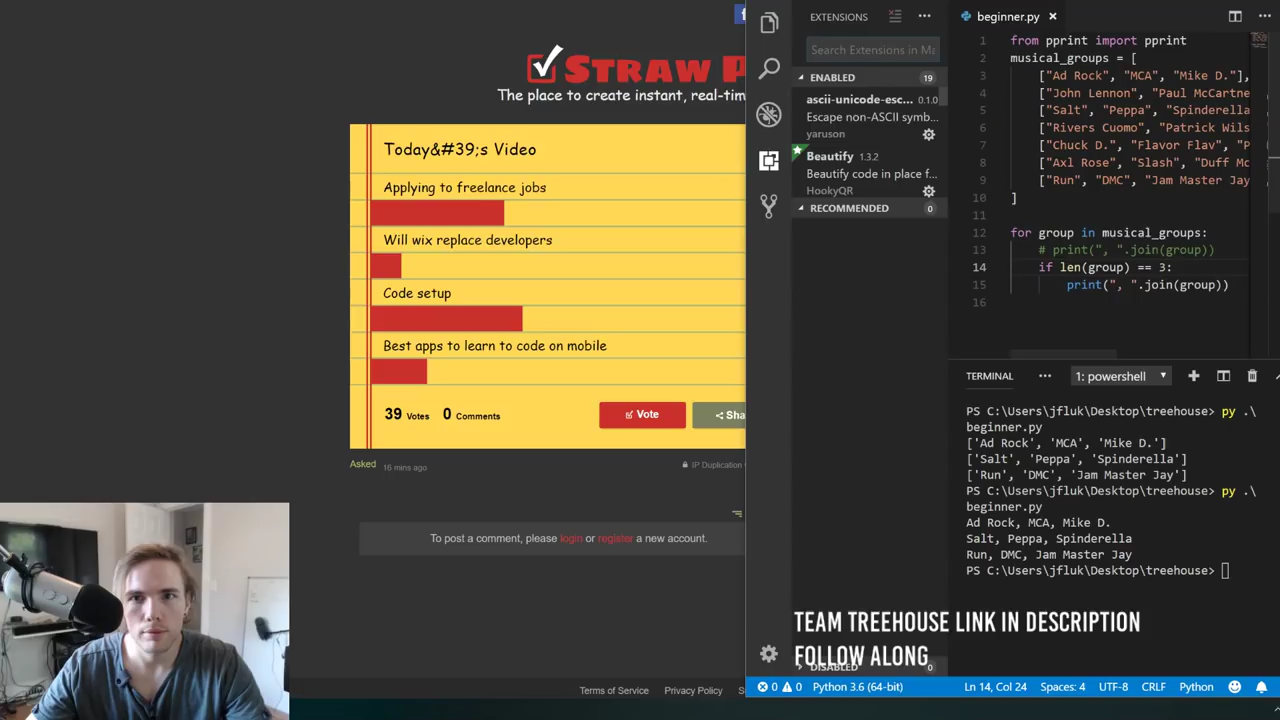 STRAW P
The place to create instant, real-tim
Today&#39;s Video
Applying to freelance jobs
Will wix replace developers
Code setup
Best apps to learn to code on mobile
39 Votes 0 Comments
Vote
Sha
Asked 16 mins ago
IP Duplication
To post a comment, please login or register a new account.
Terms of Service Privacy Policy S
EXTENSIONS
Search Extensions in Ma
ENABLED 19
ascii-unicode-esc... 0.1.0
Escape non-ASCII symb...
yaruson
Beautify 1.3.2
Beautify code in place f...
HookyQR
RECOMMENDED 0
DISABLED 0
beginner.py
1 from pprint import pprint
2 musical_groups = [
3 ["Ad Rock", "MCA", "Mike D."],
4 ["John Lennon", "Paul McCartne
5 ["Salt", "Peppa", "Spinderella
6 ["Rivers Cuomo", "Patrick Wils
7 ["Chuck D.", "Flavor Flav", "P
8 ["Axl Rose", "Slash", "Duff Mc
9 ["Run", "DMC", "Jam Master Jay
10 ]
11
12 for group in musical_groups:
13 # print(", ".join(group))
14 if len(group) == 3:
15 print(", ".join(group))
16
TERMINAL ... 1: powershell
PS C:\Users\jfluk\Desktop\treehouse> py .\
beginner.py
['Ad Rock', 'MCA', 'Mike D.']
['Salt', 'Peppa', 'Spinderella']
['Run', 'DMC', 'Jam Master Jay']
PS C:\Users\jfluk\Desktop\treehouse> py .\
beginner.py
Ad Rock, MCA, Mike D.
Salt, Peppa, Spinderella
Run, DMC, Jam Master Jay
PS C:\Users\jfluk\Desktop\treehouse>
TEAM TREEHOUSE LINK IN DESCRIPTION
FOLLOW ALONG
0 0 Python 3.6 (64-bit) Ln 14, Col 24 Spaces: 4 UTF-8 CRLF Python